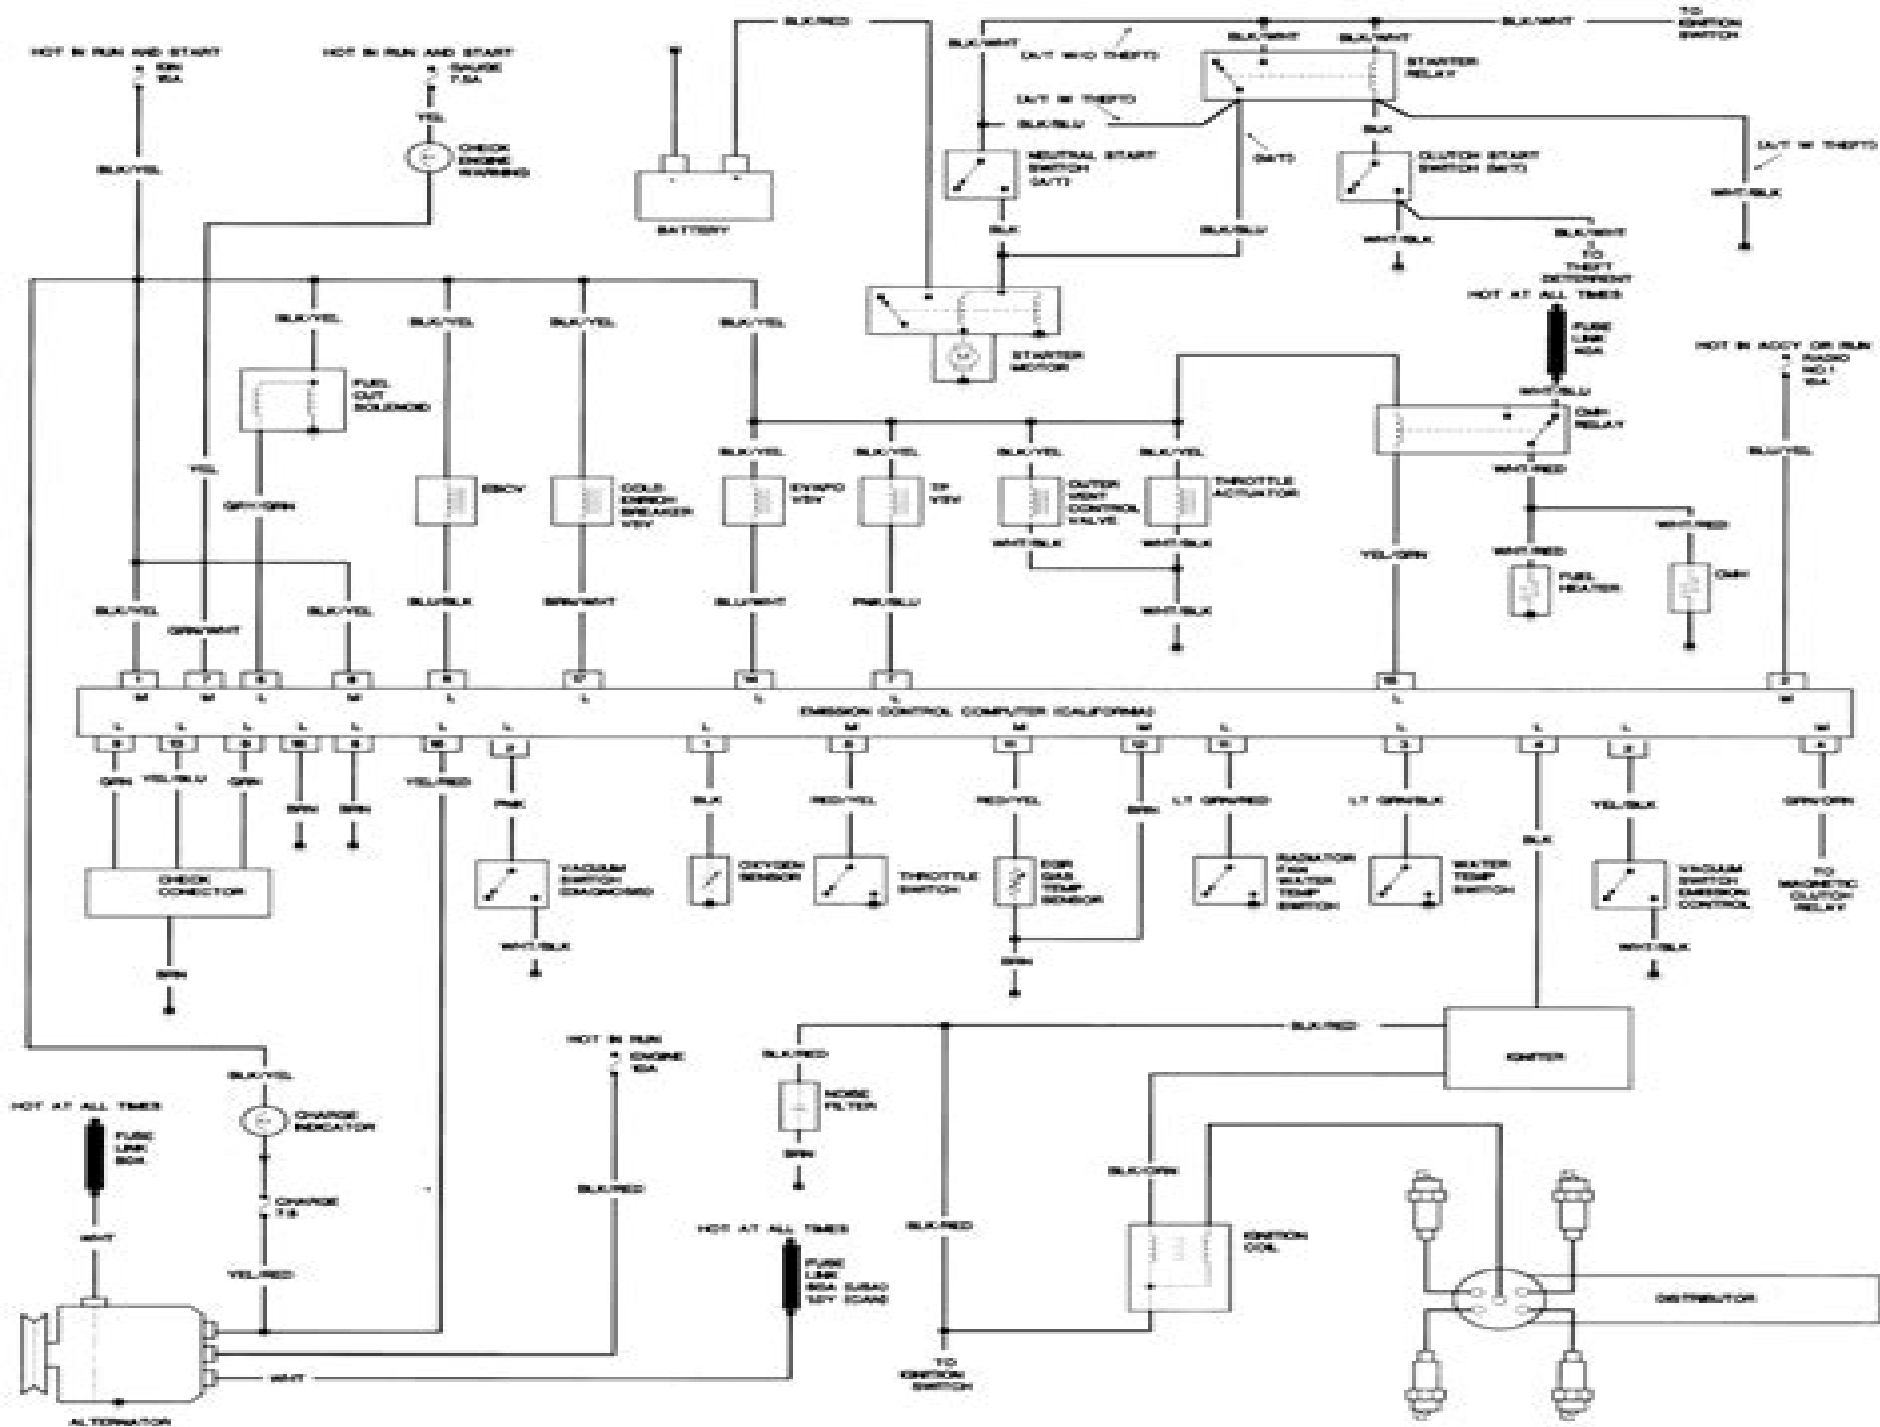 BLK/RED
BLK/WHT
TO
IGNITION
SWITCH
HOT IN RUN AND START
IGN
15A
HOT IN RUN AND START
GAUGE
7.5A
BLK/WHT
(A/T W/O THEFT)
BLK/WHT
BLK/WHT
STARTER
RELAY
YEL
(A/T W/ THEFT)
BLK/BLU
BLK
(A/T W/ THEFT)
CHECK
ENGINE
WARNING
BLK/YEL
NEUTRAL START
SWITCH
(A/T)
(M/T)
CLUTCH START
SWITCH (M/T)
WHT/BLK
BATTERY
BLK
BLK/BLU
WHT/BLK
BLK/WHT
TO
THEFT
DETERRENT
HOT AT ALL TIMES
FUSE
LINK
HOT IN ACCY OR RUN
RADIO
NO.1
15A
BLK/YEL
BLK/YEL
BLK/YEL
BLK/YEL
STARTER
MOTOR
WHT/BLU
FUEL
CUT
SOLENOID
CMH
RELAY
BLK/YEL
BLK/YEL
BLK/YEL
BLK/YEL
BLU/YEL
YEL
GRY/GRN
EBCV
COLD
ENRICH
BREAKER
VSV
EVAPO
VSV
VSV
OUTER
VENT
CONTROL
VALVE
THROTTLE
ACTUATOR
WHT/RED
WHT/RED
WHT/BLK
WHT/BLK
YEL/GRN
WHT/RED
FUEL
HEATER
CMH
BLK/YEL
GRN/WHT
BLK/YEL
BLU/BLK
BRN/WHT
BLU/WHT
PNK/BLU
WHT/BLK
M M L M L L L L L M
EMISSION CONTROL COMPUTER (CALIFORNIA)
L L L L L L L L M M M L L L L M
GRN
YEL/BLU
GRN
BRN
BRN
YEL/RED
PNK
BLK
RED/YEL
RED/YEL
BRN
LT GRN/RED
LT GRN/BLK
BLK
YEL/BLK
CHECK
CONECTOR
VACUUM
SWITCH
(DIAGNOSIS)
OXYGEN
SENSOR
THROTTLE
SWITCH
EGR
GAS
TEMP
SENSOR
RADIATOR
FAN
WATER
TEMP
SWITCH
WATER
TEMP
SWITCH
VACUUM
SWITCH
EMISSION
CONTROL
TO
MAGNETIC
CLUTCH
RELAY
BRN
WHT/BLK
BRN
WHT/BLK
HOT IN RUN
ENGINE
10A
BLK/RED
BLK/RED
IGNITER
BLK/YEL
NOISE
FILTER
HOT AT ALL TIMES
FUSE
LINK
80A
CHARGE
INDICATOR
BRN
BLK/RED
CHARGE
7.5
WHT
HOT AT ALL TIMES
BLK/RED
IGNITION
COIL
YEL/RED
FUSE
LINK
DISTRIBUTOR
WHT
TO
IGNITION
SWITCH
ALTERNATOR